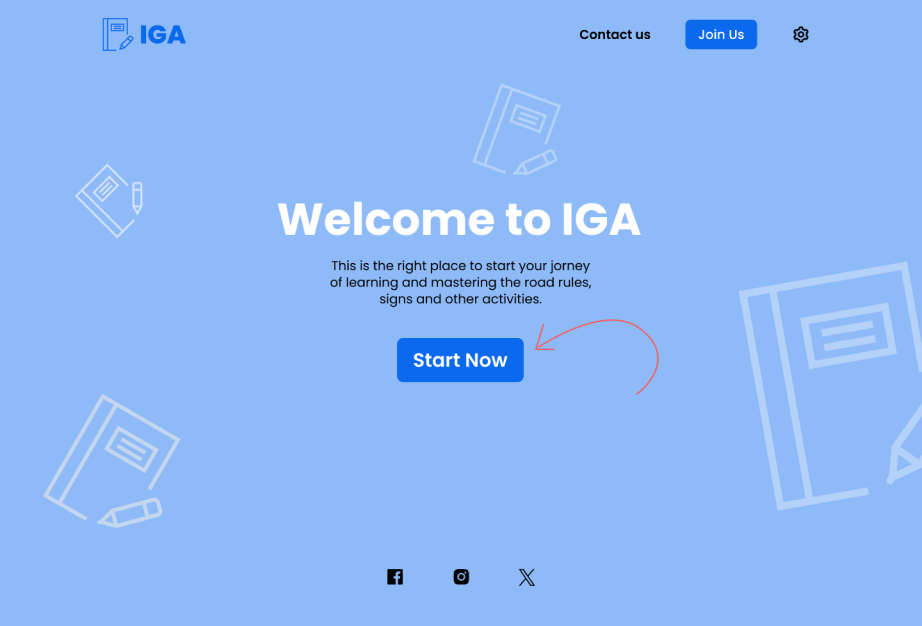 IGA
Contact us
Join Us
Welcome to IGA
This is the right place to start your jorney
of learning and mastering the road rules,
signs and other activities.
Start Now